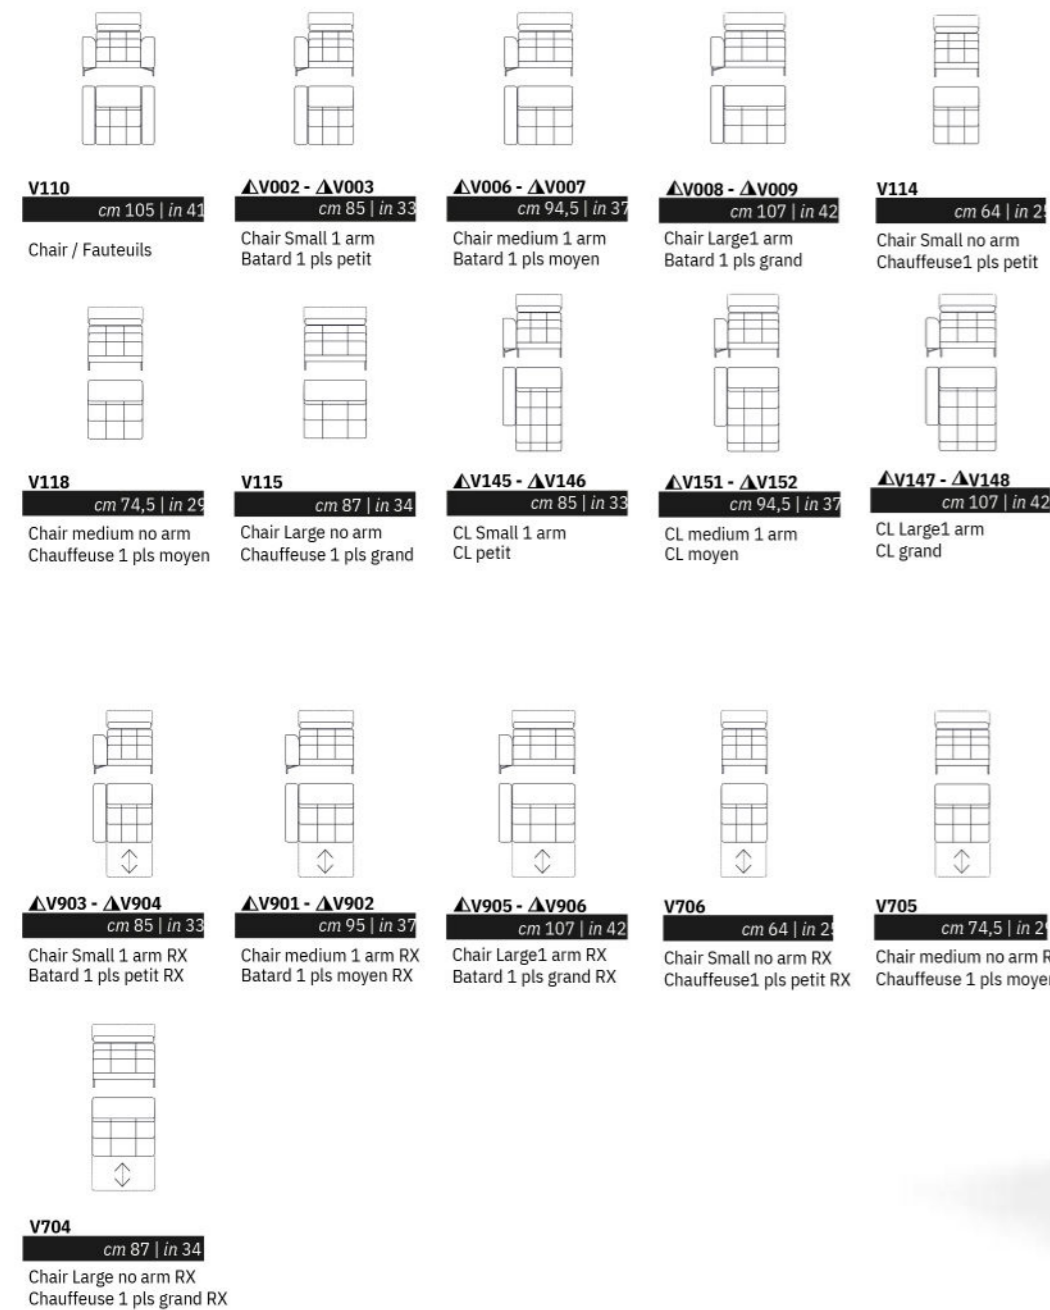 V110
cm 105 | in 41
Chair / Fauteuils
◭V002 - ◮V003
cm 85 | in 33
Chair Small 1 arm
Batard 1 pls petit
◭V006 - ◮V007
cm 94,5 | in 37
Chair medium 1 arm
Batard 1 pls moyen
◭V008 - ◮V009
cm 107 | in 42
Chair Large1 arm
Batard 1 pls grand
V114
cm 64 | in 25
Chair Small no arm
Chauffeuse1 pls petit
V118
cm 74,5 | in 29
Chair medium no arm
Chauffeuse 1 pls moyen
V115
cm 87 | in 34
Chair Large no arm
Chauffeuse 1 pls grand
◭V145 - ◮V146
cm 85 | in 33
CL Small 1 arm
CL petit
◭V151 - ◮V152
cm 94,5 | in 37
CL medium 1 arm
CL moyen
◭V147 - ◮V148
cm 107 | in 42
CL Large1 arm
CL grand
◭V903 - ◮V904
cm 85 | in 33
Chair Small 1 arm RX
Batard 1 pls petit RX
◭V901 - ◮V902
cm 95 | in 37
Chair medium 1 arm RX
Batard 1 pls moyen RX
◭V905 - ◮V906
cm 107 | in 42
Chair Large1 arm RX
Batard 1 pls grand RX
V706
cm 64 | in 25
Chair Small no arm RX
Chauffeuse1 pls petit RX
V705
cm 74,5 | in 29
Chair medium no arm R
Chauffeuse 1 pls moyen
V704
cm 87 | in 34
Chair Large no arm RX
Chauffeuse 1 pls grand RX